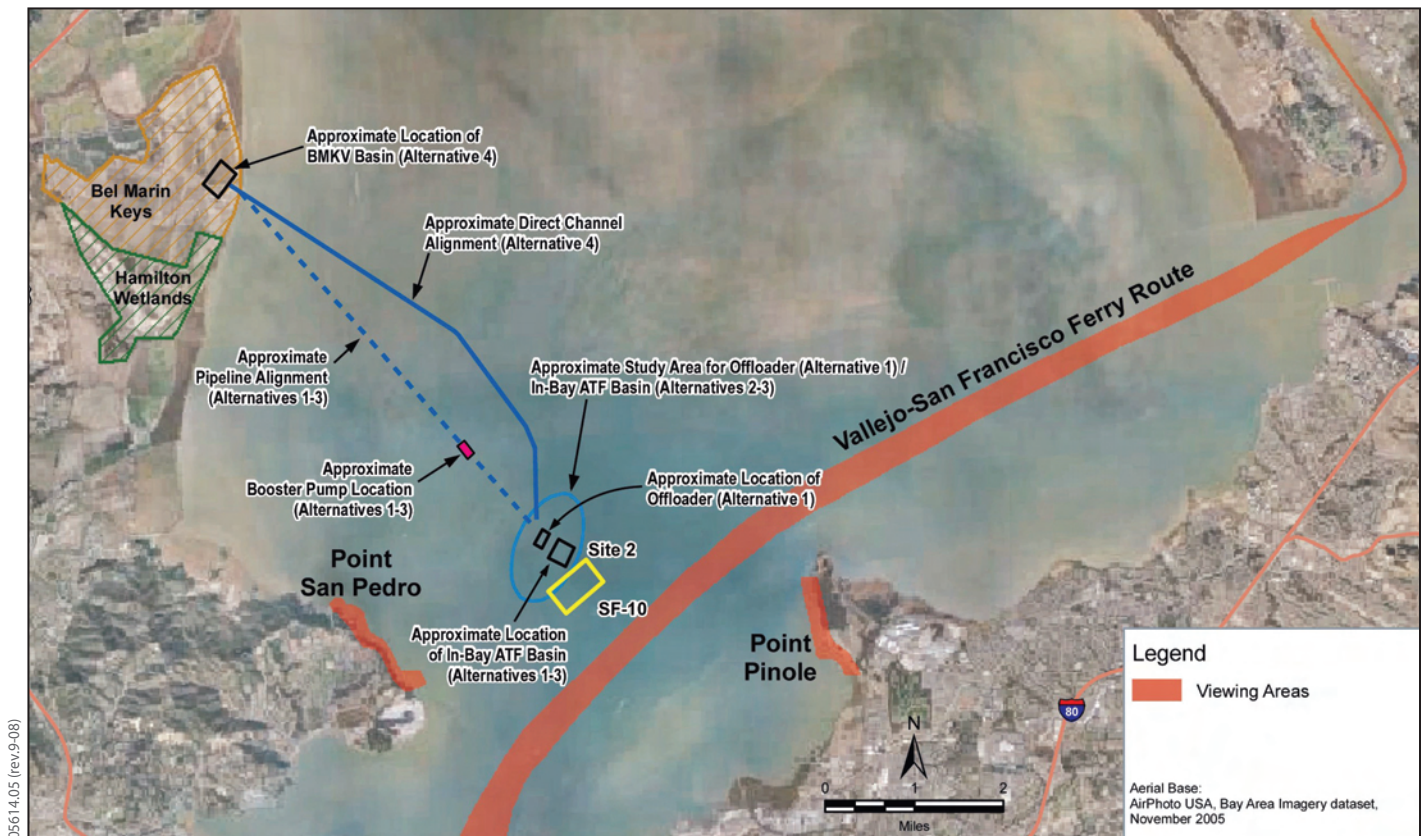 Approximate Location of
BMKV Basin (Alternative 4)
Bel Marin
Keys
Approximate Direct Channel
Alignment (Alternative 4)
Hamilton
Wetlands
Approximate
Pipeline Alignment
(Alternatives 1-3)
Approximate Study Area for Offloader (Alternative 1) /
In-Bay ATF Basin (Alternatives 2-3)
Vallejo-San Francisco Ferry Route
Approximate
Booster Pump Location
(Alternatives 1-3)
Approximate Location of
Offloader (Alternative 1)
Point
San Pedro
Site 2
SF-10
Approximate Location
of In-Bay ATF Basin
(Alternatives 1-3)
Point
Pinole
Legend
Viewing Areas
80
N
0 1 2
Miles
Aerial Base:
AirPhoto USA, Bay Area Imagery dataset,
November 2005
05614.05 (rev.9-08)